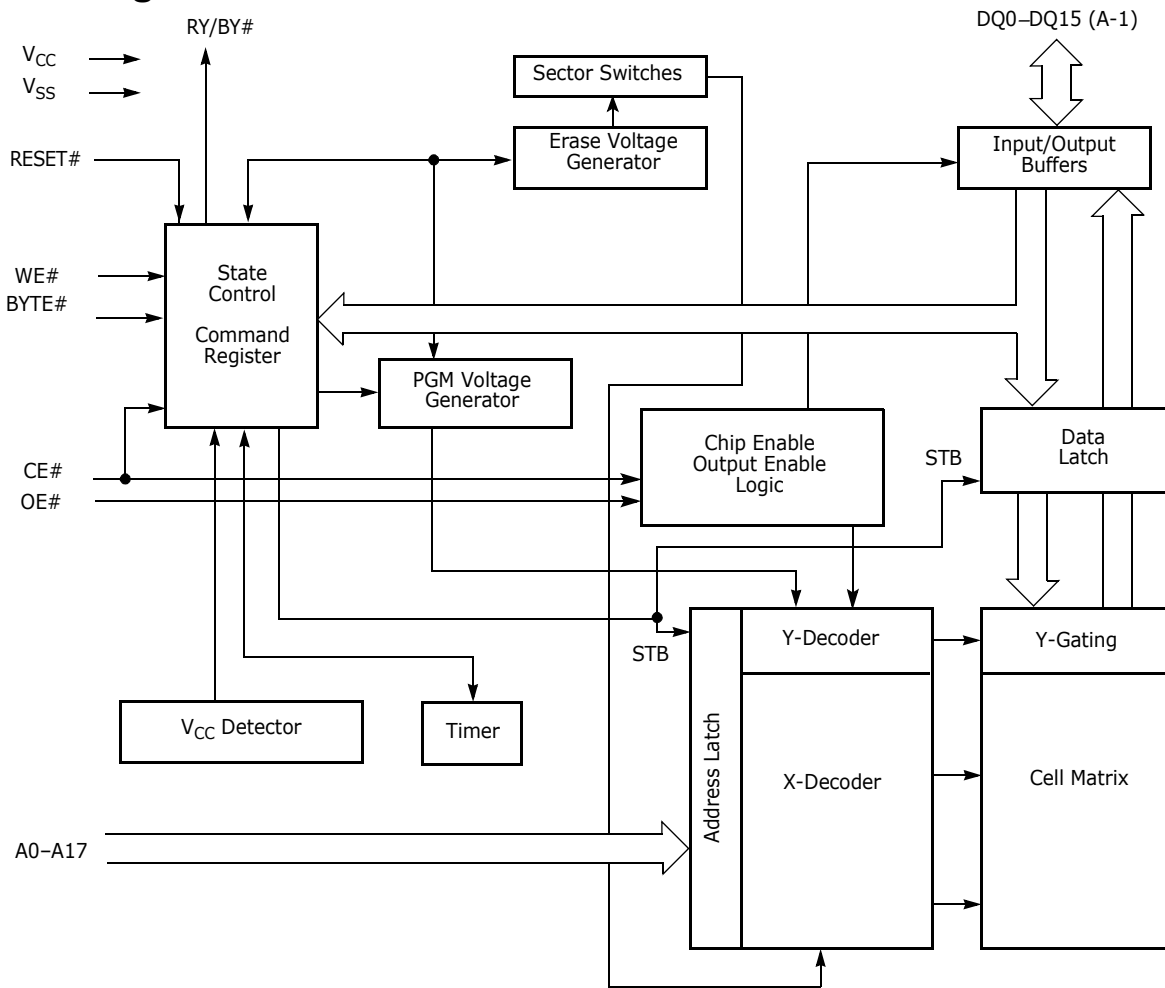 RY/BY#
DQ0–DQ15 (A-1)
VCC
VSS
Sector Switches
Erase Voltage
Generator
Input/Output
Buffers
RESET#
WE#
BYTE#
State
Control
Command
Register
PGM Voltage
Generator
Chip Enable
Output Enable
Logic
STB
Data
Latch
CE#
OE#
STB
Y-Decoder
Y-Gating
VCC Detector
Timer
Address Latch
X-Decoder
Cell Matrix
A0–A17